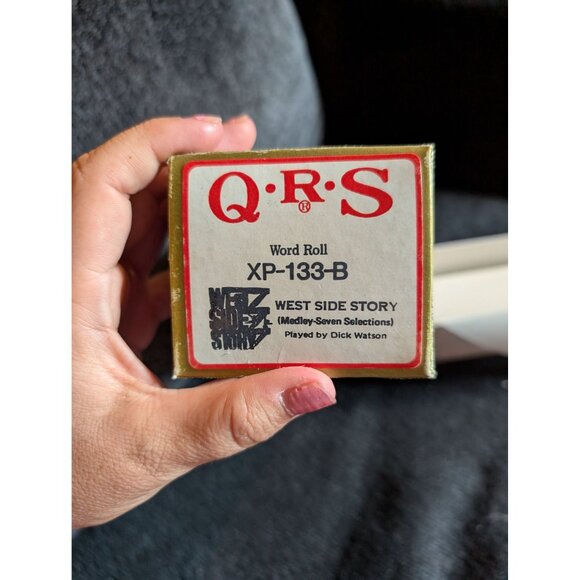 Q·R·S
®
Word Roll
XP-133-B
WEST
SIDE
STORY
WEST SIDE STORY
(Medley-Seven Selections)
Played by Dick Watson